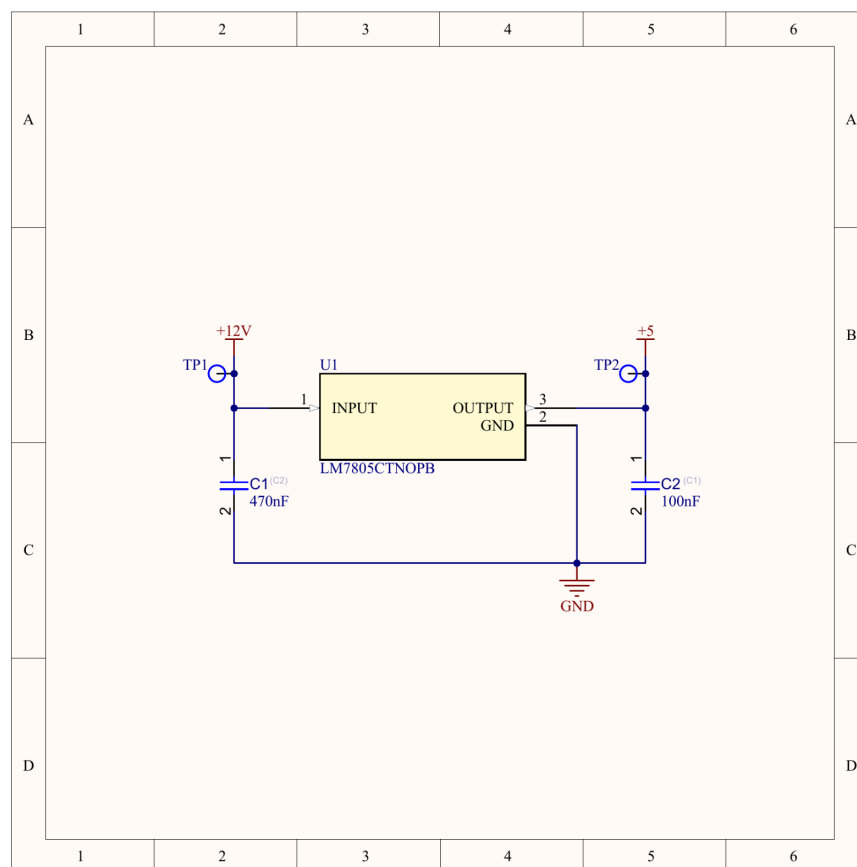 1 2 3 4 5 6
A A
+12V +5
B B
TP1 U1 TP2
1 INPUT OUTPUT 3
GND 2
LM7805CTNOPB
1 1
C1 (C2) C2 (C1)
470nF 100nF
2 2
C C
GND
D D
1 2 3 4 5 6